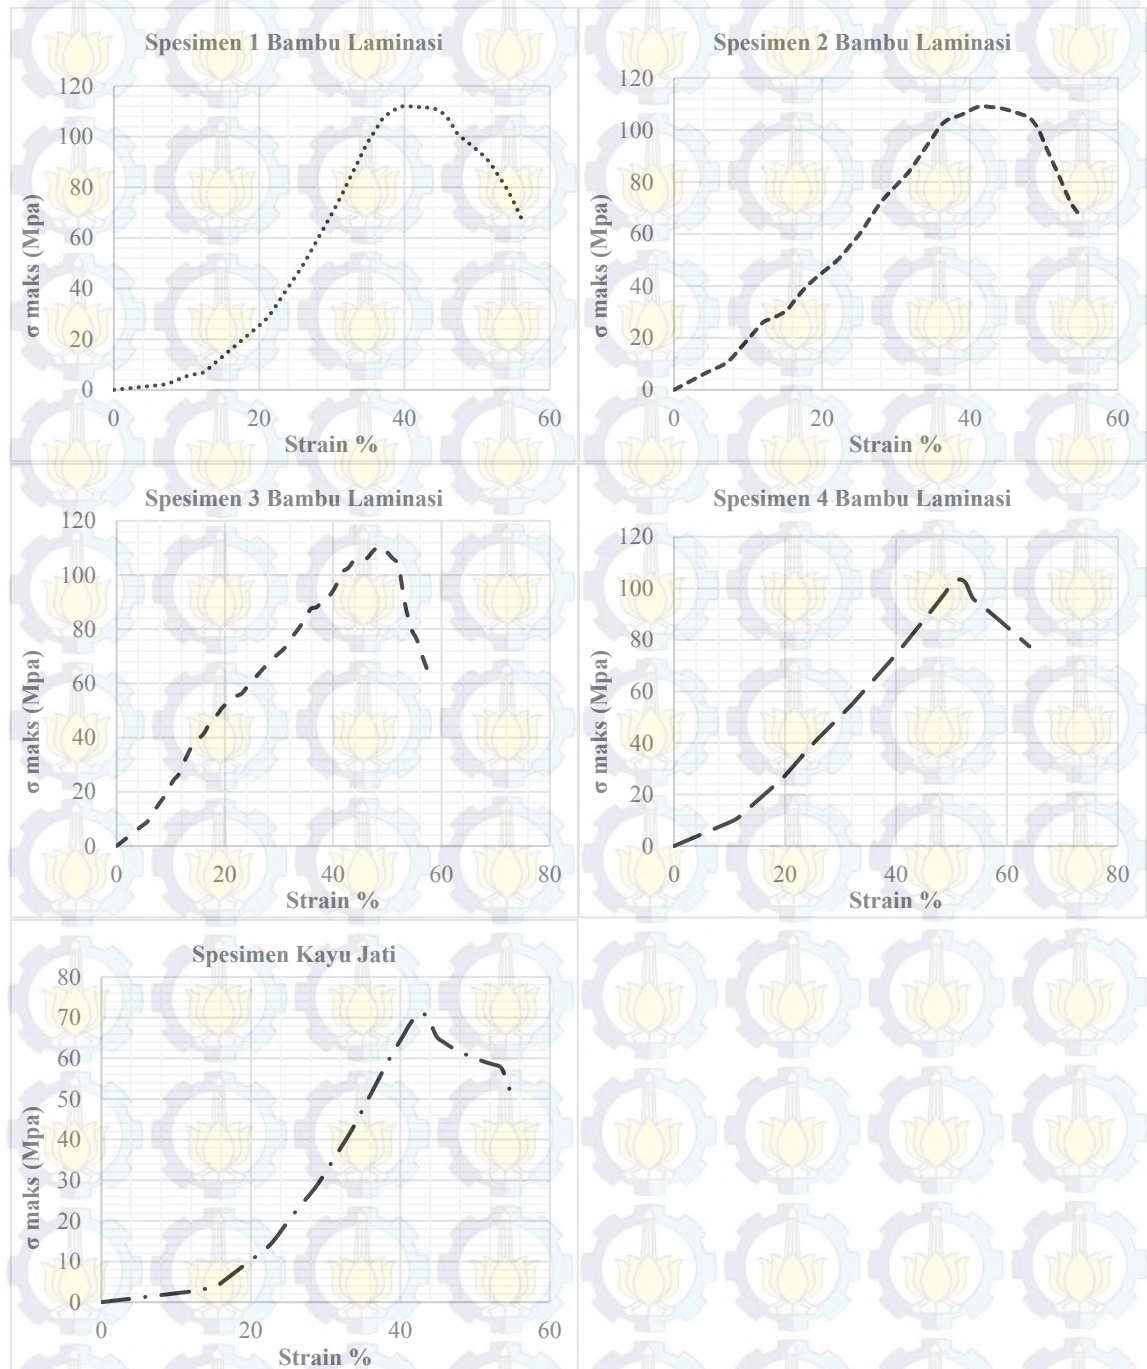 Spesimen 1 Bambu Laminasi
120
100
80
60
40
20
0
0 20 40 60
σ maks (Mpa)
Strain %
Spesimen 2 Bambu Laminasi
120
100
80
60
40
20
0
0 20 40 60
σ maks (Mpa)
Strain %
Spesimen 3 Bambu Laminasi
120
100
80
60
40
20
0
0 20 40 60 80
σ maks (Mpa)
Strain %
Spesimen 4 Bambu Laminasi
120
100
80
60
40
20
0
0 20 40 60 80
σ maks (Mpa)
Strain %
Spesimen Kayu Jati
80
70
60
50
40
30
20
10
0
0 20 40 60
σ maks (Mpa)
Strain %